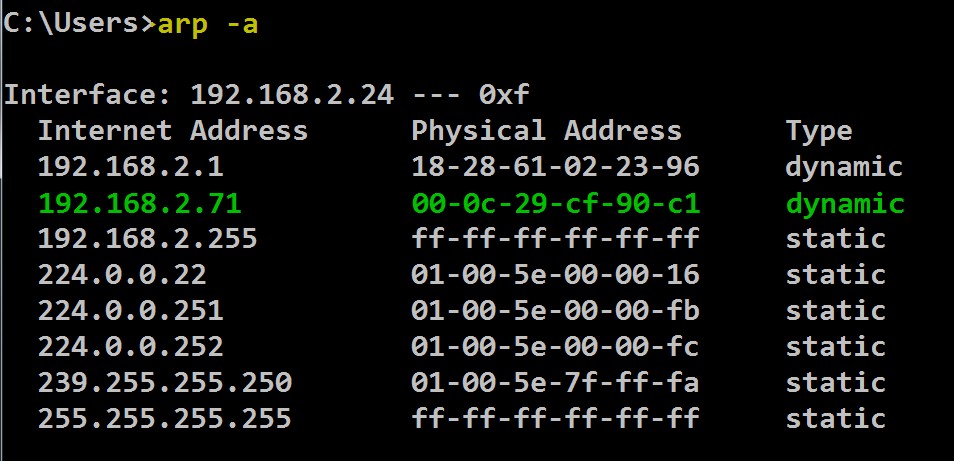 C:\Users>arp -a
Interface: 192.168.2.24 --- 0xf
Internet Address Physical Address Type
192.168.2.1 18-28-61-02-23-96 dynamic
192.168.2.71 00-0c-29-cf-90-c1 dynamic
192.168.2.255 ff-ff-ff-ff-ff-ff static
224.0.0.22 01-00-5e-00-00-16 static
224.0.0.251 01-00-5e-00-00-fb static
224.0.0.252 01-00-5e-00-00-fc static
239.255.255.250 01-00-5e-7f-ff-fa static
255.255.255.255 ff-ff-ff-ff-ff-ff static